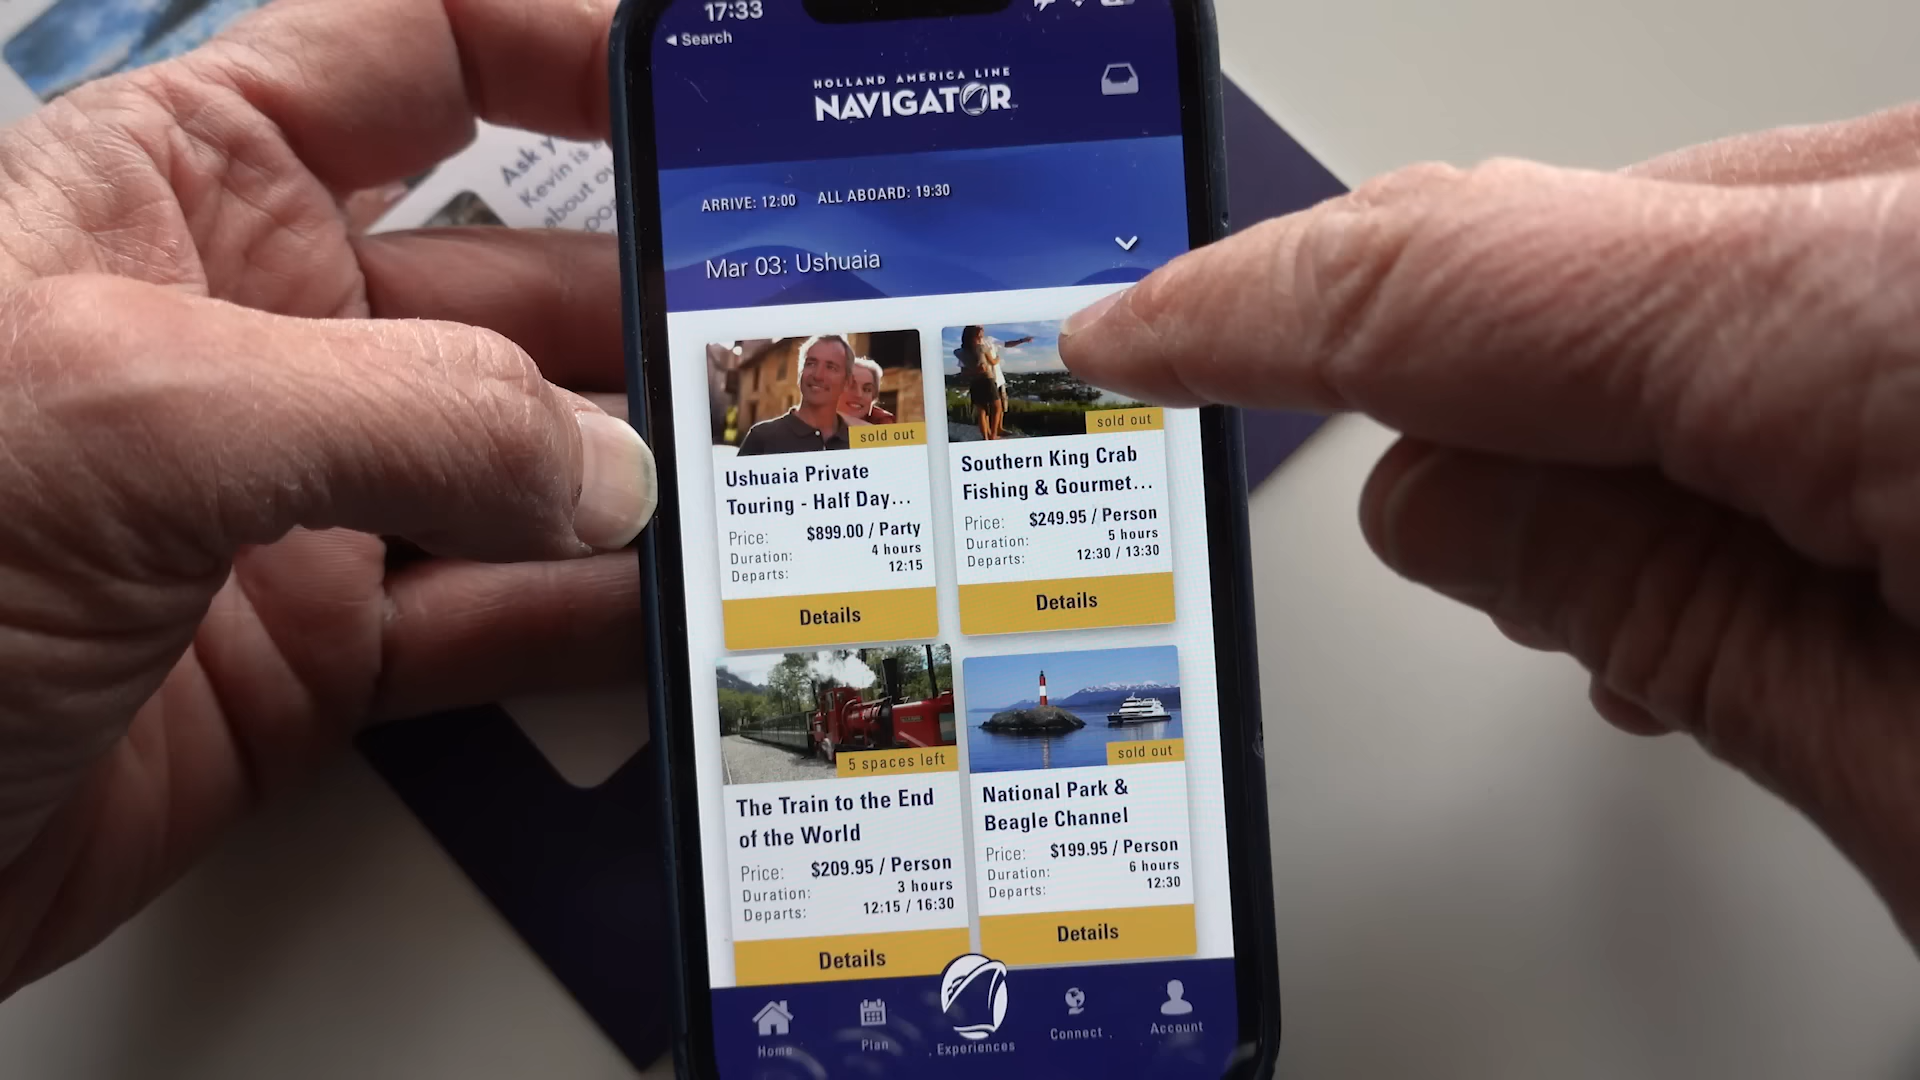 17:33
◀ Search
HOLLAND AMERICA LINE
NAVIGATOR
ARRIVE: 12:00 ALL ABOARD: 19:30
Mar 03: Ushuaia
sold out
Ushuaia Private
Touring - Half Day...
Price: $899.00 / Party
Duration: 4 hours
Departs: 12:15
Details
sold out
Southern King Crab
Fishing & Gourmet...
Price: $249.95 / Person
Duration: 5 hours
Departs: 12:30 / 13:30
Details
5 spaces left
The Train to the End
of the World
Price: $209.95 / Person
Duration: 3 hours
Departs: 12:15 / 16:30
Details
sold out
National Park &
Beagle Channel
Price: $199.95 / Person
Duration: 6 hours
Departs: 12:30
Details
Home
Plan
Experiences
Connect
Account
Ask
Kevin is
about